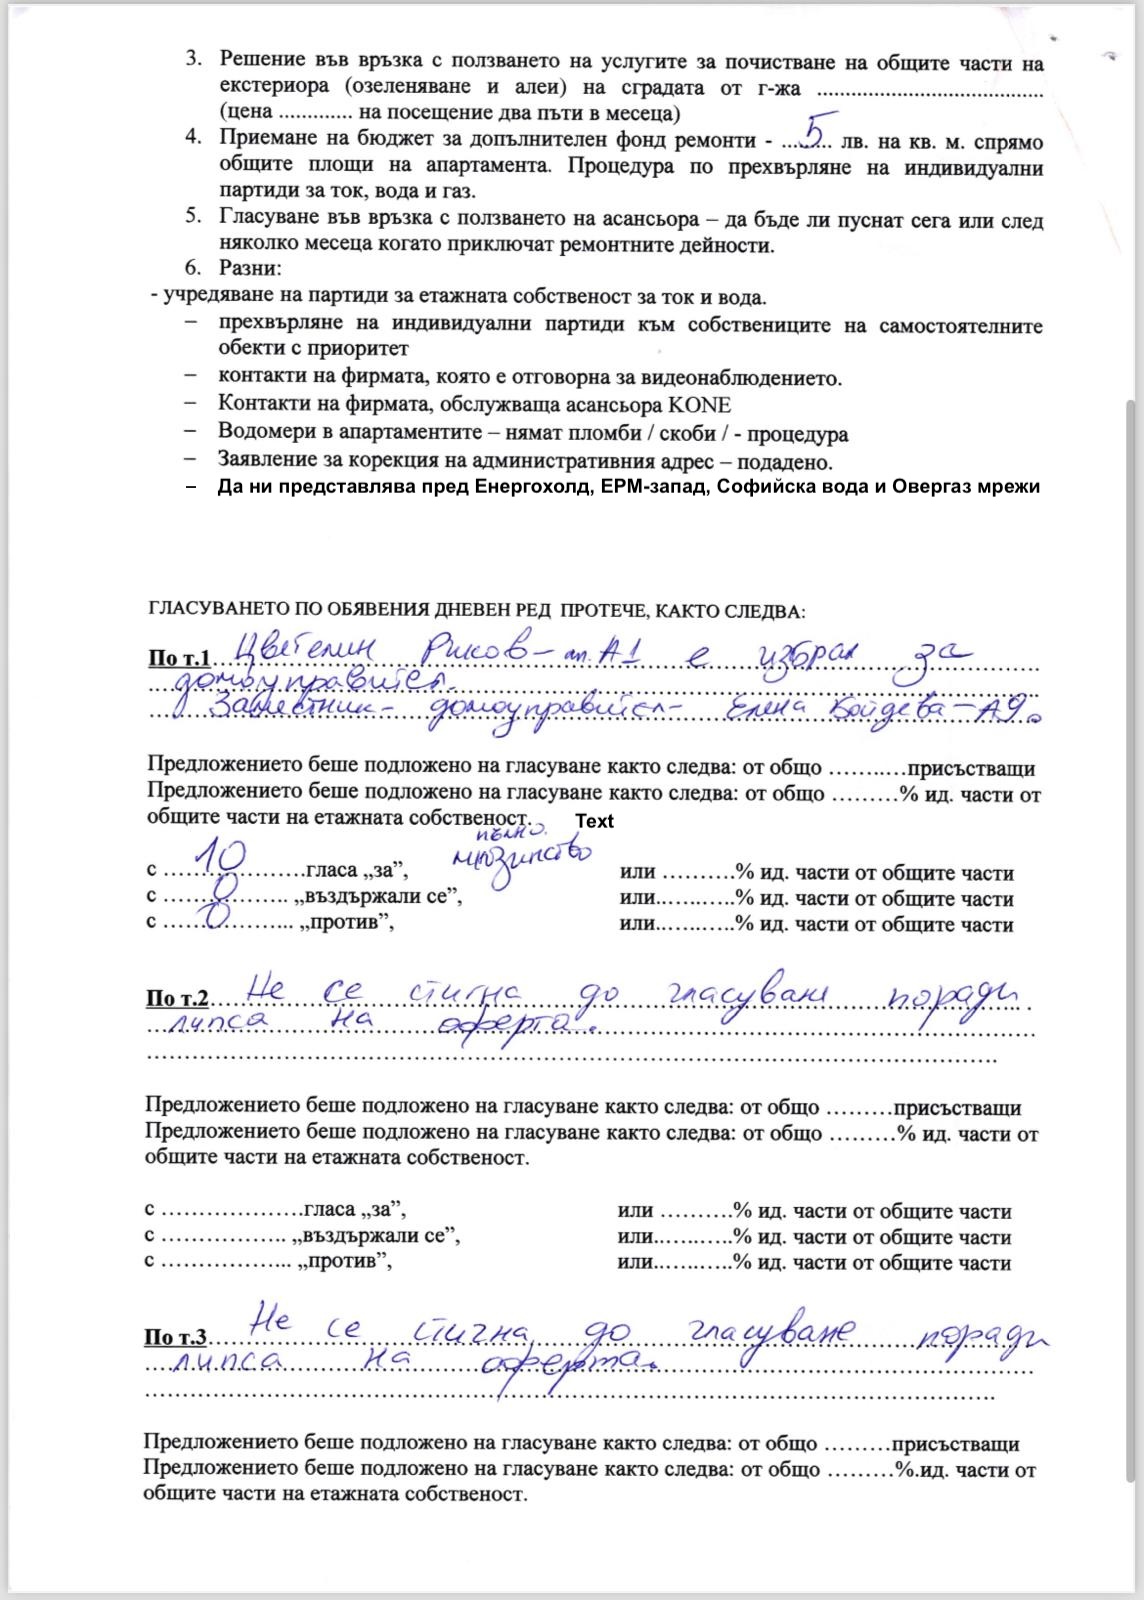 3. Решение във връзка с ползването на услугите за почистване на общите части на
екстериора (озеленяване и алеи) на сградата от г-жа .......................................
(цена ............. на посещение два пъти в месеца)
4. Приемане на бюджет за допълнителен фонд ремонти - ...5... лв. на кв. м. спрямо
общите площи на апартамента. Процедура по прехвърляне на индивидуални
партиди за ток, вода и газ.
5. Гласуване във връзка с ползването на асансьора – да бъде ли пуснат сега или след
няколко месеца когато приключат ремонтните дейности.
6. Разни:
- учредяване на партиди за етажната собственост за ток и вода.
– прехвърляне на индивидуални партиди към собствениците на самостоятелните
обекти с приоритет
– контакти на фирмата, която е отговорна за видеонаблюдението.
– Контакти на фирмата, обслужваща асансьора KONE
– Водомери в апартаментите – нямат пломби / скоби / - процедура
– Заявление за корекция на административния адрес – подадено.
– Да ни представлява пред Енергохолд, ЕРМ-запад, Софийска вода и Овергаз мрежи
ГЛАСУВАНЕТО ПО ОБЯВЕНИЯ ДНЕВЕН РЕД ПРОТЕЧЕ, КАКТО СЛЕДВА:
По т.1 Цветелин Риков – ап. А1 е избран за
домоуправител.
Заместник- домоуправител- Елена Бойдева – А9.
Предложението беше подложено на гласуване както следва: от общо ………присъстващи
Предложението беше подложено на гласуване както следва: от общо ………% ид. части от
общите части на етажната собственост. Text
пълно
мнозинство
с ……10……гласа „за”, или ……….% ид. части от общите части
с ……0…….. „въздържали се”, или……….% ид. части от общите части
с ……0…….. „против”, или……….% ид. части от общите части
По т.2 Не се стигна до гласуване поради
липса на оферта.
Предложението беше подложено на гласуване както следва: от общо ………присъстващи
Предложението беше подложено на гласуване както следва: от общо ………% ид. части от
общите части на етажната собственост.
с ……………….гласа „за”, или ……….% ид. части от общите части
с …………….. „въздържали се”, или……….% ид. части от общите части
с …………….. „против”, или……….% ид. части от общите части
По т.3 Не се стигна до гласуване поради
липса на оферта.
Предложението беше подложено на гласуване както следва: от общо ………присъстващи
Предложението беше подложено на гласуване както следва: от общо ………%.ид. части от
общите части на етажната собственост.